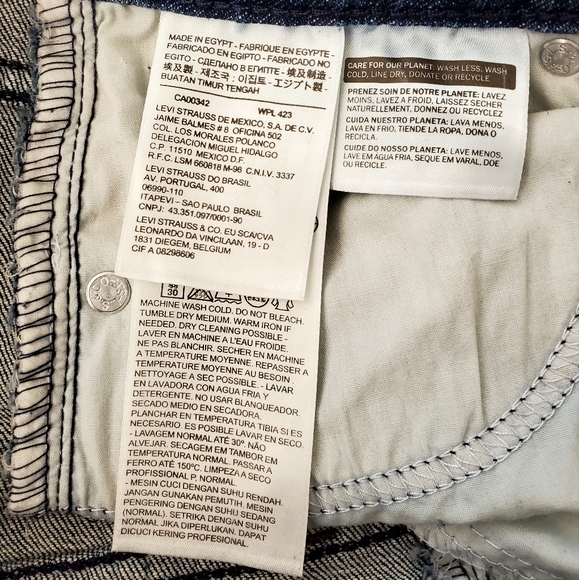 MADE IN EGYPT - FABRIQUE EN EGYPTE -
FABRICADO EN EGIPTO - FABRICADO NO
EGITO - СДЕЛАНО В ЕГИПТЕ - 埃及制造
埃及製 - 제조국 : 이집트 - エジプト製 -
BUATAN TIMUR TENGAH
CA00342 WPL 423
LEVI STRAUSS DE MEXICO, S.A. DE C.V.
JAIME BALMES # 8 OFICINA 502
COL. LOS MORALES POLANCO
DELEGACION MIGUEL HIDALGO
C.P. 11510 MEXICO D.F.
R.F.C. LSM 660818 M-96 C.N.I.V. 3337
LEVI STRAUSS DO BRASIL
AV. PORTUGAL, 400
06990-110
ITAPEVI - SAO PAULO BRASIL
CNPJ: 43.351.097/0001-90
LEVI STRAUSS & CO. EU SCA/CVA
LEONARDO DA VINCILAAN, 19 - D
1831 DIEGEM, BELGIUM
CIF A 08298606
CARE FOR OUR PLANET: WASH LESS, WASH
COLD, LINE DRY, DONATE OR RECYCLE
PRENEZ SOIN DE NOTRE PLANETE: LAVEZ
MOINS, LAVEZ A FROID, LAISSEZ SECHER
NATURELLEMENT. DONNEZ OU RECYCLEZ
CUIDA NUESTRO PLANETA: LAVA MENOS,
LAVA EN FRIO, TIENDE LA ROPA, DONA O
RECICLA.
CUIDE DO NOSSO PLANETA: LAVE MENOS,
LAVE EM AGUA FRIA, SEQUE EM VARAL, DOE
OU RECICLE.
30
MACHINE WASH COLD. DO NOT BLEACH.
TUMBLE DRY MEDIUM. WARM IRON IF
NEEDED. DRY CLEANING POSSIBLE -
LAVER EN MACHINE A L'EAU FROIDE.
NE PAS BLANCHIR. SECHER EN MACHINE
A TEMPERATURE MOYENNE. REPASSER A
TEMPERATURE MOYENNE AU BESOIN
NETTOYAGE A SEC POSSIBLE. - LAVAR
EN LAVADORA CON AGUA FRIA Y
DETERGENTE. NO USAR BLANQUEADOR.
SECADO MEDIO EN SECADORA.
PLANCHAR EN TEMPERATURA TIBIA SI ES
NECESARIO. ES POSIBLE LAVAR EN SECO.
- LAVAGEM NORMAL ATÉ 30º. NÃO
ALVEJAR. SECAGEM EM TAMBOR EM
TEMPERATURA NORMAL. PASSAR A
FERRO ATÉ 150ºC. LIMPEZA A SECO
PROFISSIONAL P. NORMAL
- MESIN CUCI DENGAN SUHU RENDAH.
JANGAN GUNAKAN PEMUTIH. MESIN
PENGERING DENGAN SUHU SEDANG
(NORMAL). SETRIKA DENGAN SUHU
NORMAL JIKA DIPERLUKAN. DAPAT
DICUCI KERING PROFESIONAL.